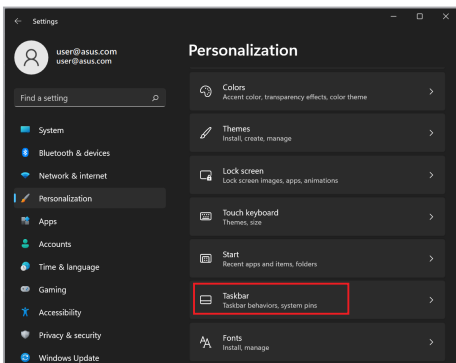 Settings
user@asus.com
user@asus.com
Find a setting
System
Bluetooth & devices
Network & internet
Personalization
Apps
Accounts
Time & language
Gaming
Accessibility
Privacy & security
Windows Update
Personalization
Colors
Accent color, transparency effects, color theme
Themes
Install, create, manage
Lock screen
Lock screen images, apps, animations
Touch keyboard
Themes, size
Start
Recent apps and items, folders
Taskbar
Taskbar behaviors, system pins
Fonts
Install, manage